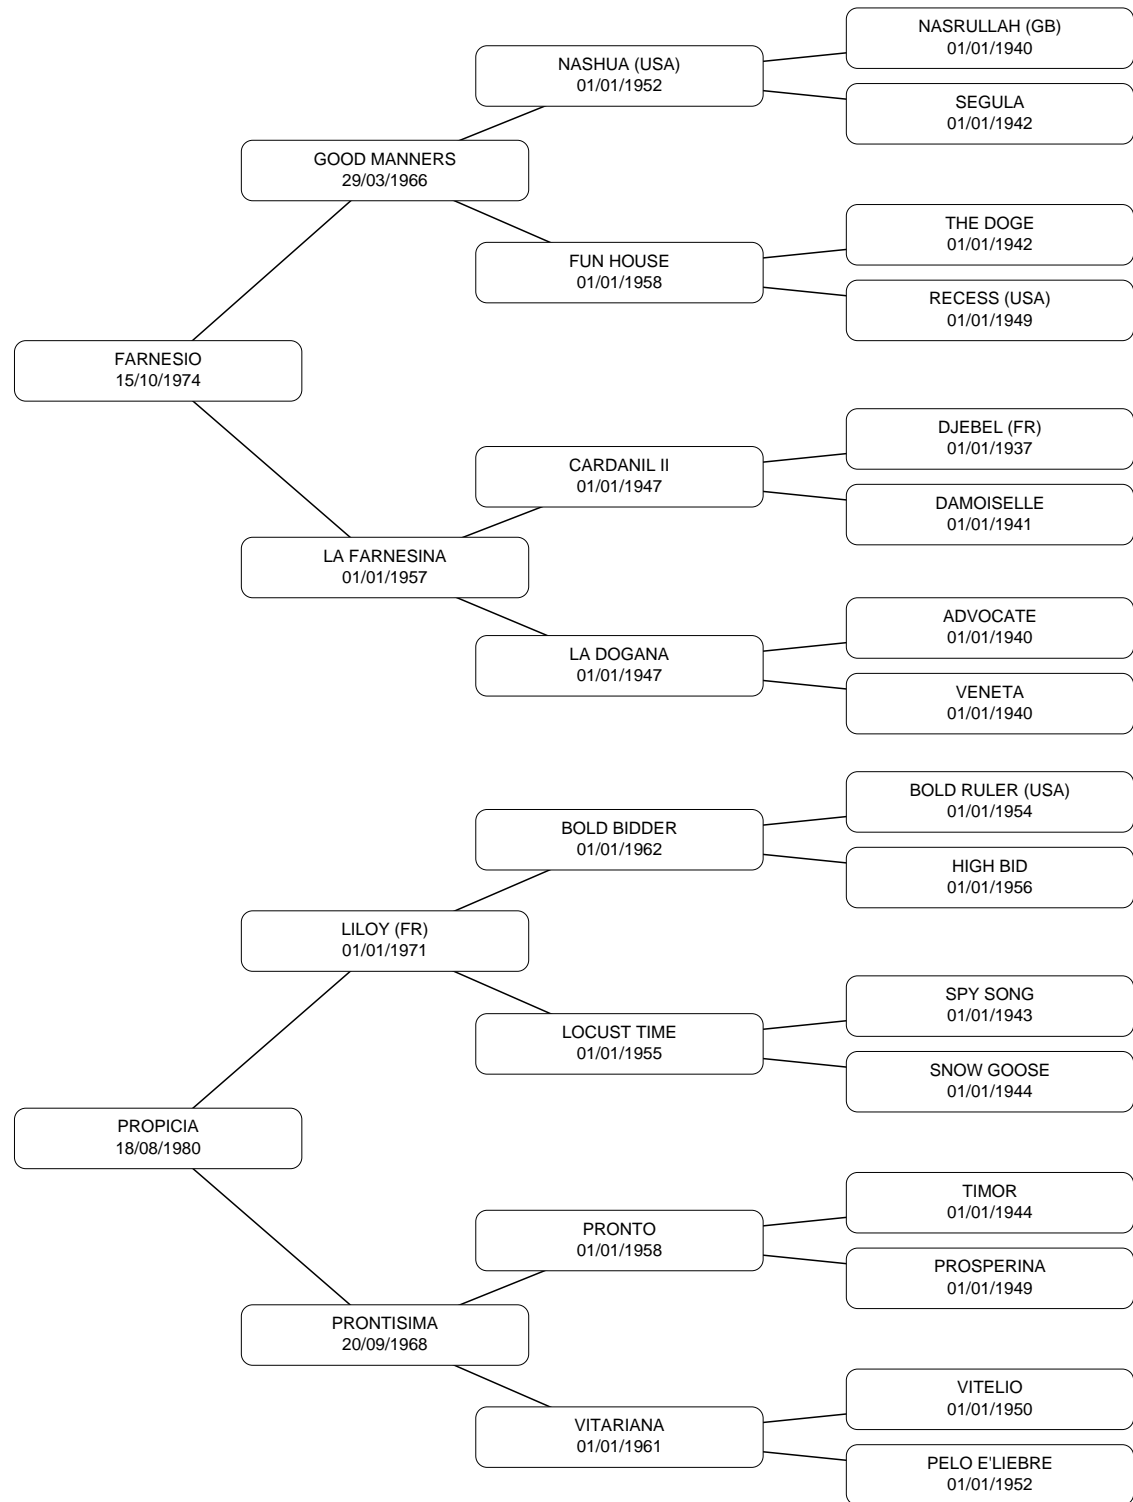 NASRULLAH (GB)
01/01/1940
NASHUA (USA)
01/01/1952
SEGULA
01/01/1942
GOOD MANNERS
29/03/1966
THE DOGE
01/01/1942
FUN HOUSE
01/01/1958
RECESS (USA)
01/01/1949
FARNESIO
15/10/1974
DJEBEL (FR)
01/01/1937
CARDANIL II
01/01/1947
DAMOISELLE
01/01/1941
LA FARNESINA
01/01/1957
ADVOCATE
01/01/1940
LA DOGANA
01/01/1947
VENETA
01/01/1940
BOLD RULER (USA)
01/01/1954
BOLD BIDDER
01/01/1962
HIGH BID
01/01/1956
LILOY (FR)
01/01/1971
SPY SONG
01/01/1943
LOCUST TIME
01/01/1955
SNOW GOOSE
01/01/1944
PROPICIA
18/08/1980
TIMOR
01/01/1944
PRONTO
01/01/1958
PROSPERINA
01/01/1949
PRONTISIMA
20/09/1968
VITELIO
01/01/1950
VITARIANA
01/01/1961
PELO E'LIEBRE
01/01/1952